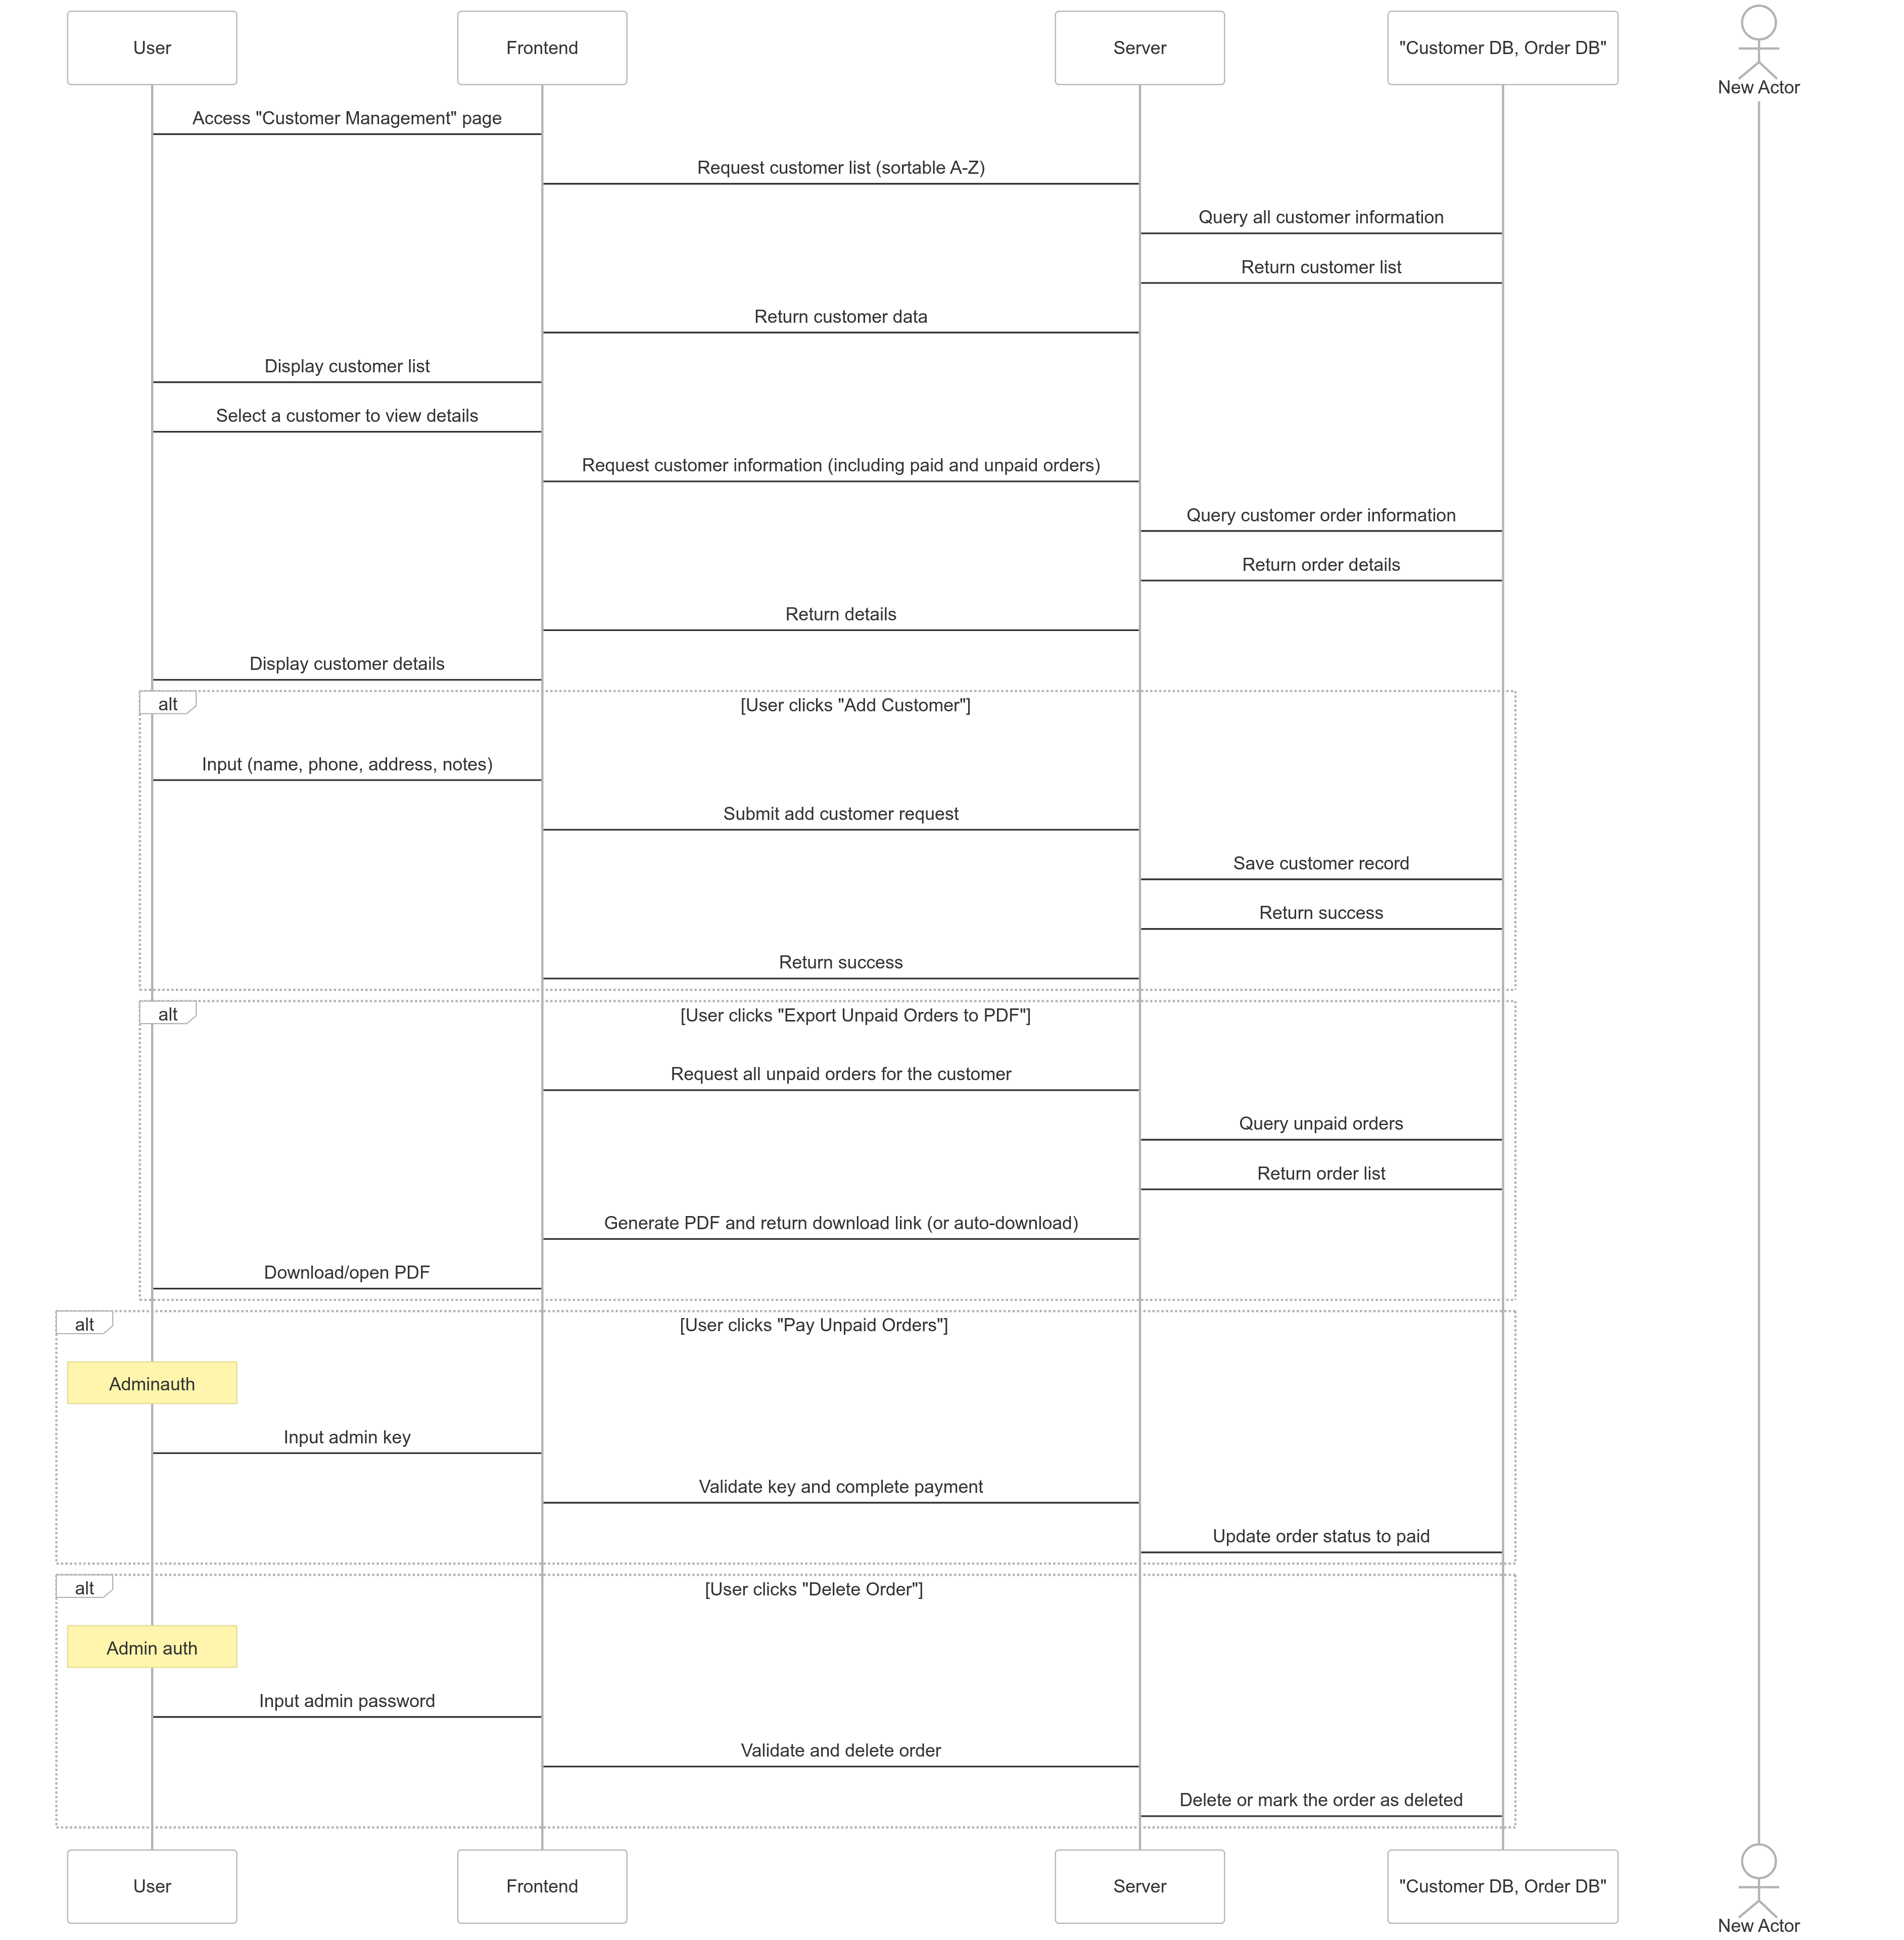 User
Frontend
Server
"Customer DB, Order DB"
New Actor
Access "Customer Management" page
Request customer list (sortable A-Z)
Query all customer information
Return customer list
Return customer data
Display customer list
Select a customer to view details
Request customer information (including paid and unpaid orders)
Query customer order information
Return order details
Return details
Display customer details
alt
[User clicks "Add Customer"]
Input (name, phone, address, notes)
Submit add customer request
Save customer record
Return success
Return success
alt
[User clicks "Export Unpaid Orders to PDF"]
Request all unpaid orders for the customer
Query unpaid orders
Return order list
Generate PDF and return download link (or auto-download)
Download/open PDF
alt
[User clicks "Pay Unpaid Orders"]
Adminauth
Input admin key
Validate key and complete payment
Update order status to paid
alt
[User clicks "Delete Order"]
Admin auth
Input admin password
Validate and delete order
Delete or mark the order as deleted
User
Frontend
Server
"Customer DB, Order DB"
New Actor